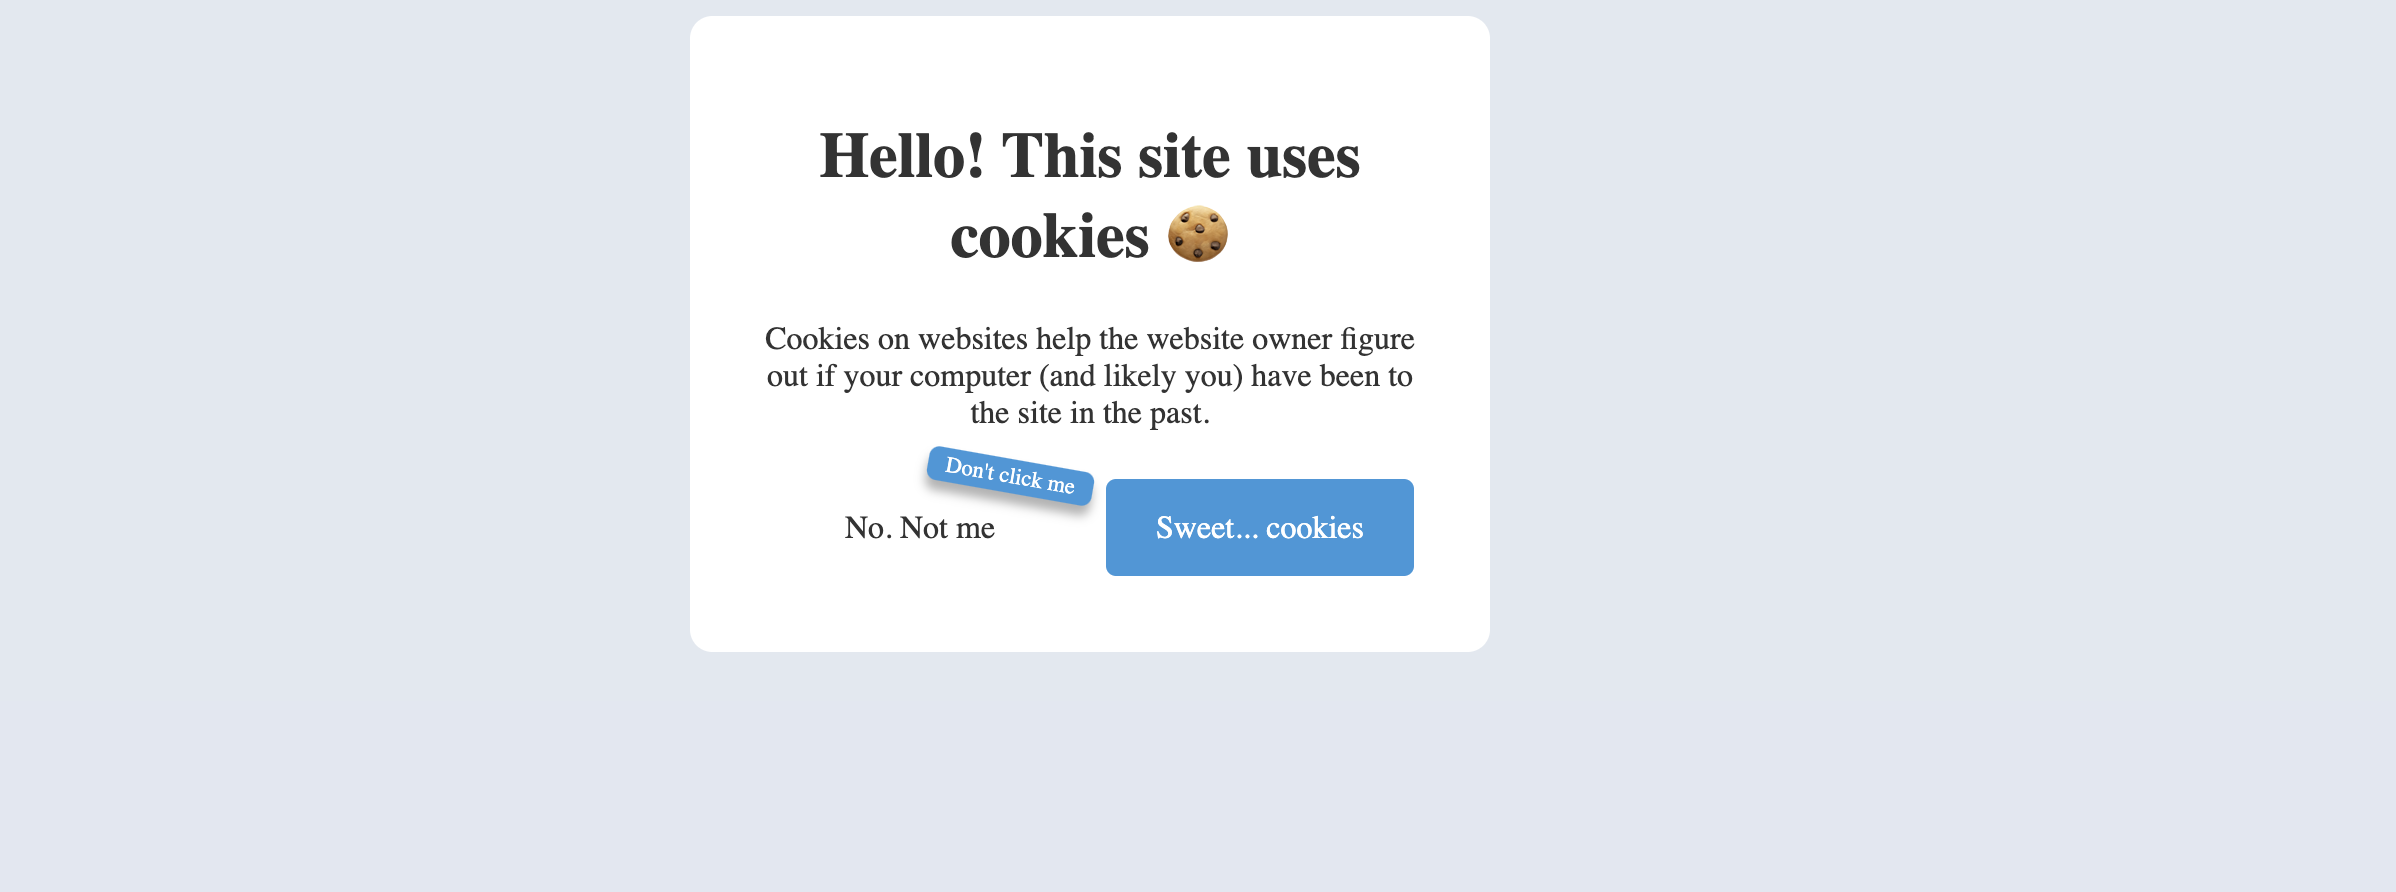 Hello! This site uses
cookies 🍪
Cookies on websites help the website owner figure
out if your computer (and likely you) have been to
the site in the past.
Don't click me
No. Not me
Sweet... cookies